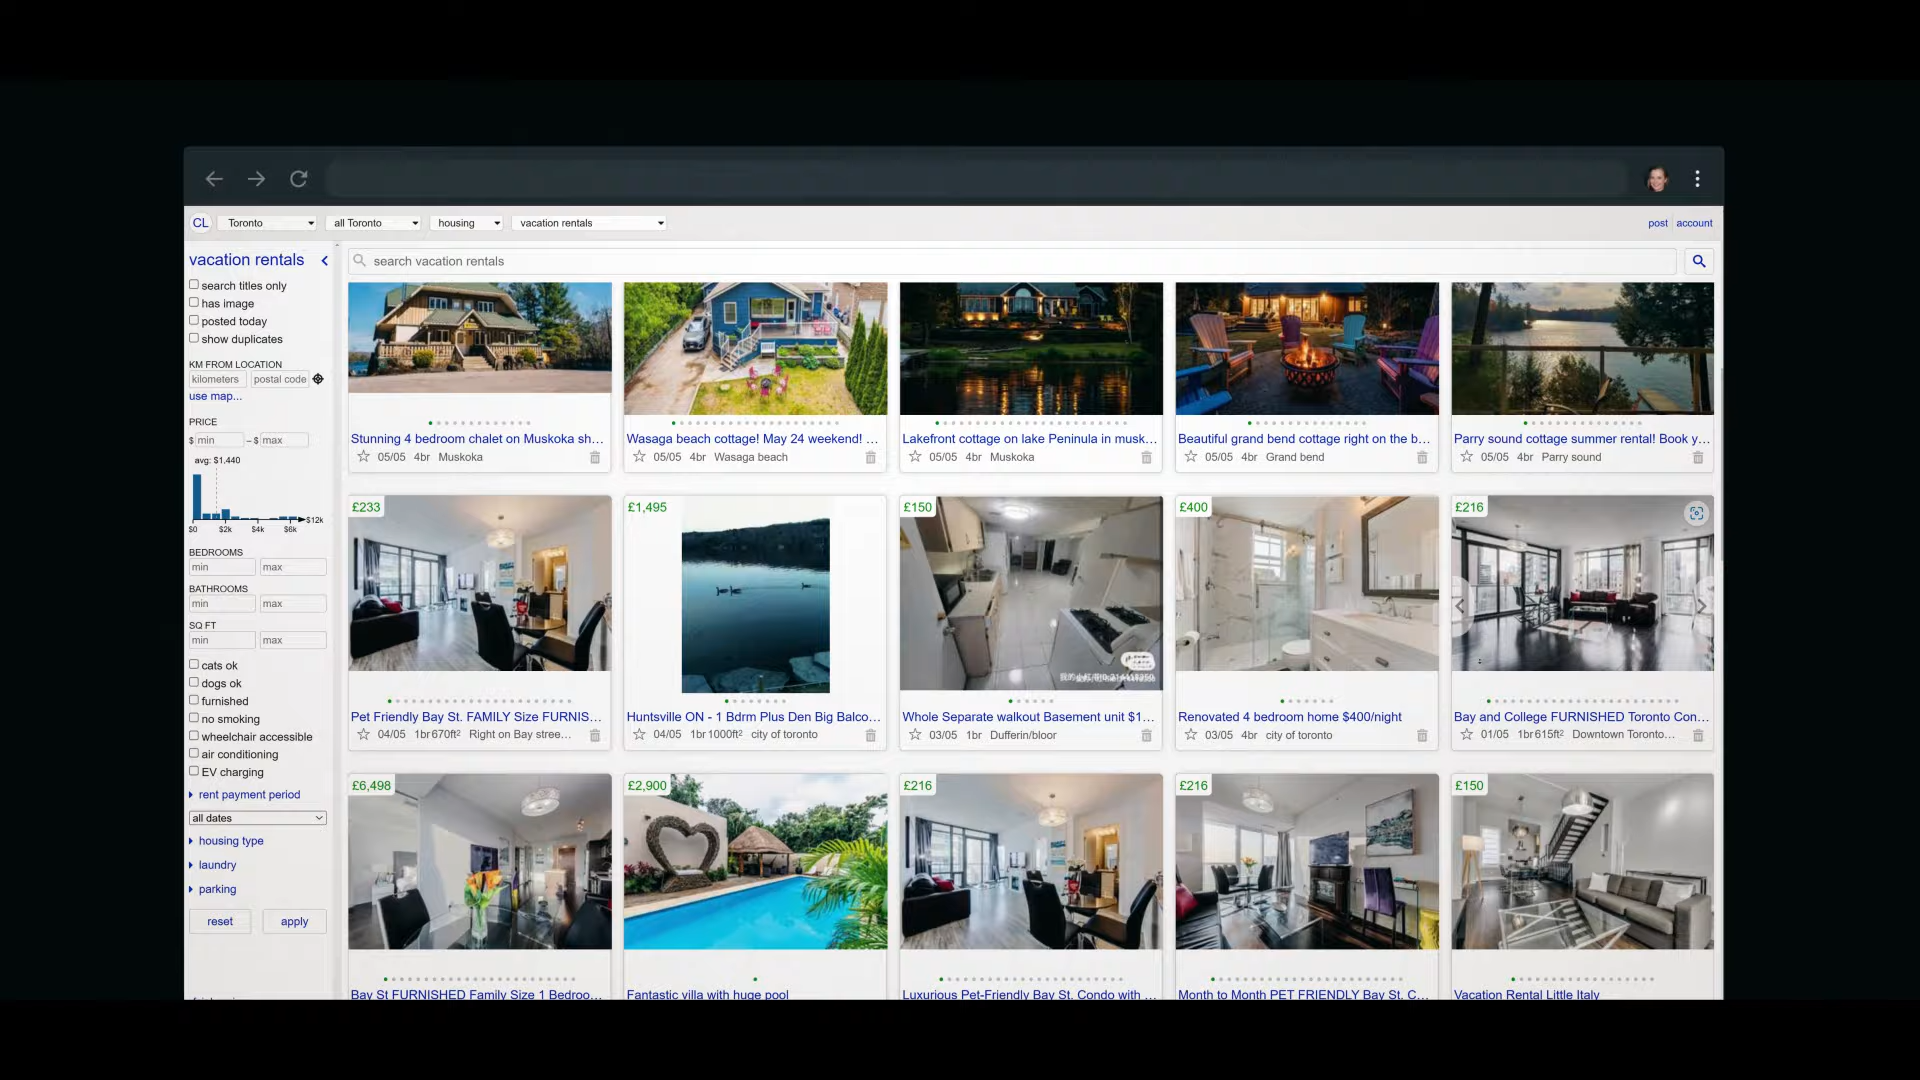 CL Toronto all Toronto housing vacation rentals post account
vacation rentals
search vacation rentals
search titles only
has image
posted today
show duplicates
KM FROM LOCATION
kilometers postal code
use map...
PRICE
$ min – $ max
avg: $1,440
$12k
$0 $2k $4k $6k
BEDROOMS
min max
BATHROOMS
min max
SQ FT
min max
cats ok
dogs ok
furnished
no smoking
wheelchair accessible
air conditioning
EV charging
rent payment period
all dates
housing type
laundry
parking
reset apply
Stunning 4 bedroom chalet on Muskoka sh...
05/05 4br Muskoka
Wasaga beach cottage! May 24 weekend! ...
05/05 4br Wasaga beach
Lakefront cottage on lake Peninula in musk...
05/05 4br Muskoka
Beautiful grand bend cottage right on the b...
05/05 4br Grand bend
Parry sound cottage summer rental! Book y...
05/05 4br Parry sound
£233
Pet Friendly Bay St. FAMILY Size FURNIS...
04/05 1br 670ft² Right on Bay stree...
£1,495
Huntsville ON - 1 Bdrm Plus Den Big Balco...
04/05 1br 1000ft² city of toronto
£150
Whole Separate walkout Basement unit $1...
03/05 1br Dufferin/bloor
£400
Renovated 4 bedroom home $400/night
03/05 4br city of toronto
£216
Bay and College FURNISHED Toronto Con...
01/05 1br 615ft² Downtown Toronto...
£6,498
Bay St FURNISHED Family Size 1 Bedroo...
£2,900
Fantastic villa with huge pool
£216
Luxurious Pet-Friendly Bay St. Condo with ...
£216
Month to Month PET FRIENDLY Bay St. C...
£150
Vacation Rental Little Italy